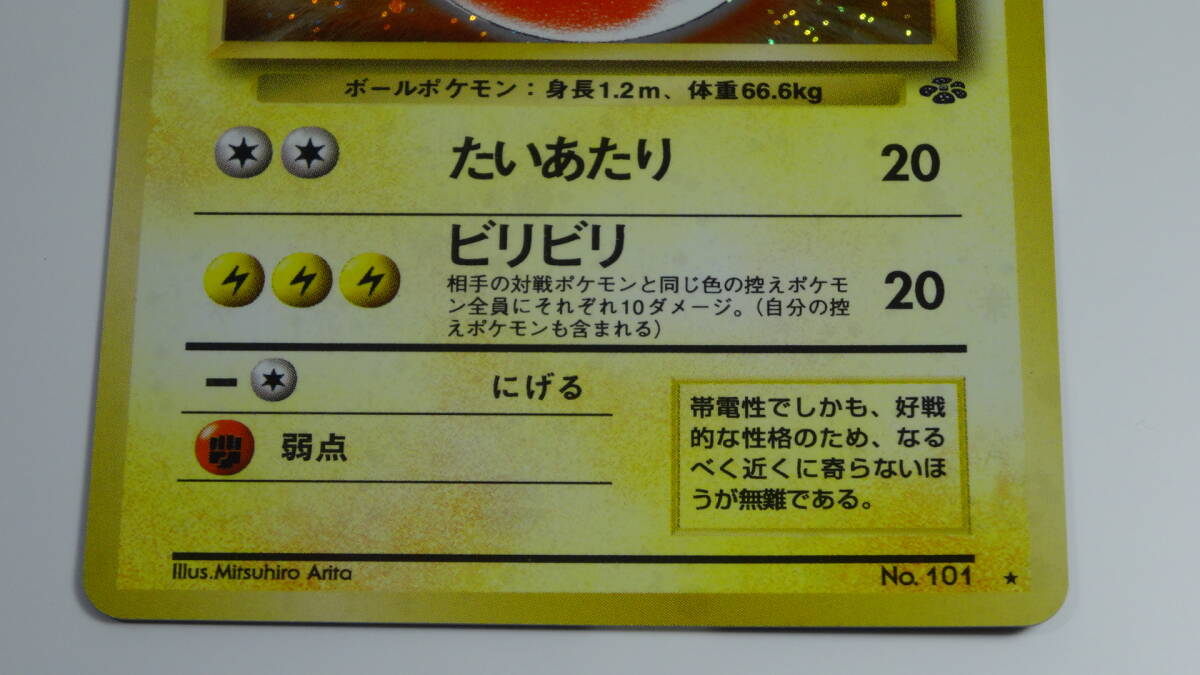 ボールポケモン：身長1.2m、体重66.6kg
たいあたり 20
ビリビリ
相手の対戦ポケモンと同じ色の控えポケモ
ン全員にそれぞれ10ダメージ。（自分の控
えポケモンも含まれる）
20
にげる
弱点
帯電性でしかも、好戦
的な性格のため、なる
べく近くに寄らないほ
うが無難である。
Illus.Mitsuhiro Arita
No. 101 ★